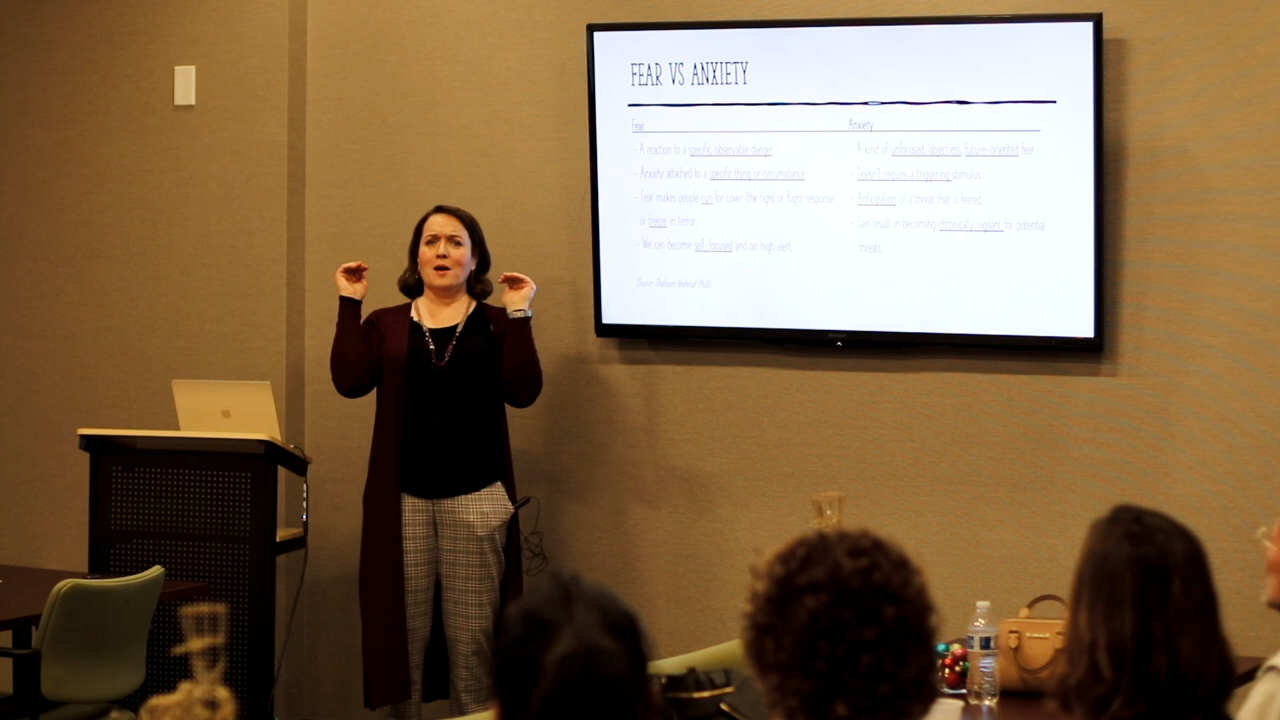 FEAR VS ANXIETY
Fear
- A reaction to a specific, observable danger
- Anxiety attached to a specific thing or circumstance
- Fear makes people run for cover (the fight or flight response)
or freeze in terror.
- We can become self-focused and on high alert.
Anxiety
- A kind of unfocused, objectless, future-oriented fear
- Doesn't require a triggering stimulus
- Anticipation of a threat that is feared.
- Can result in becoming chronically vigilant for potential
threats.
(Source: Ph.D.)